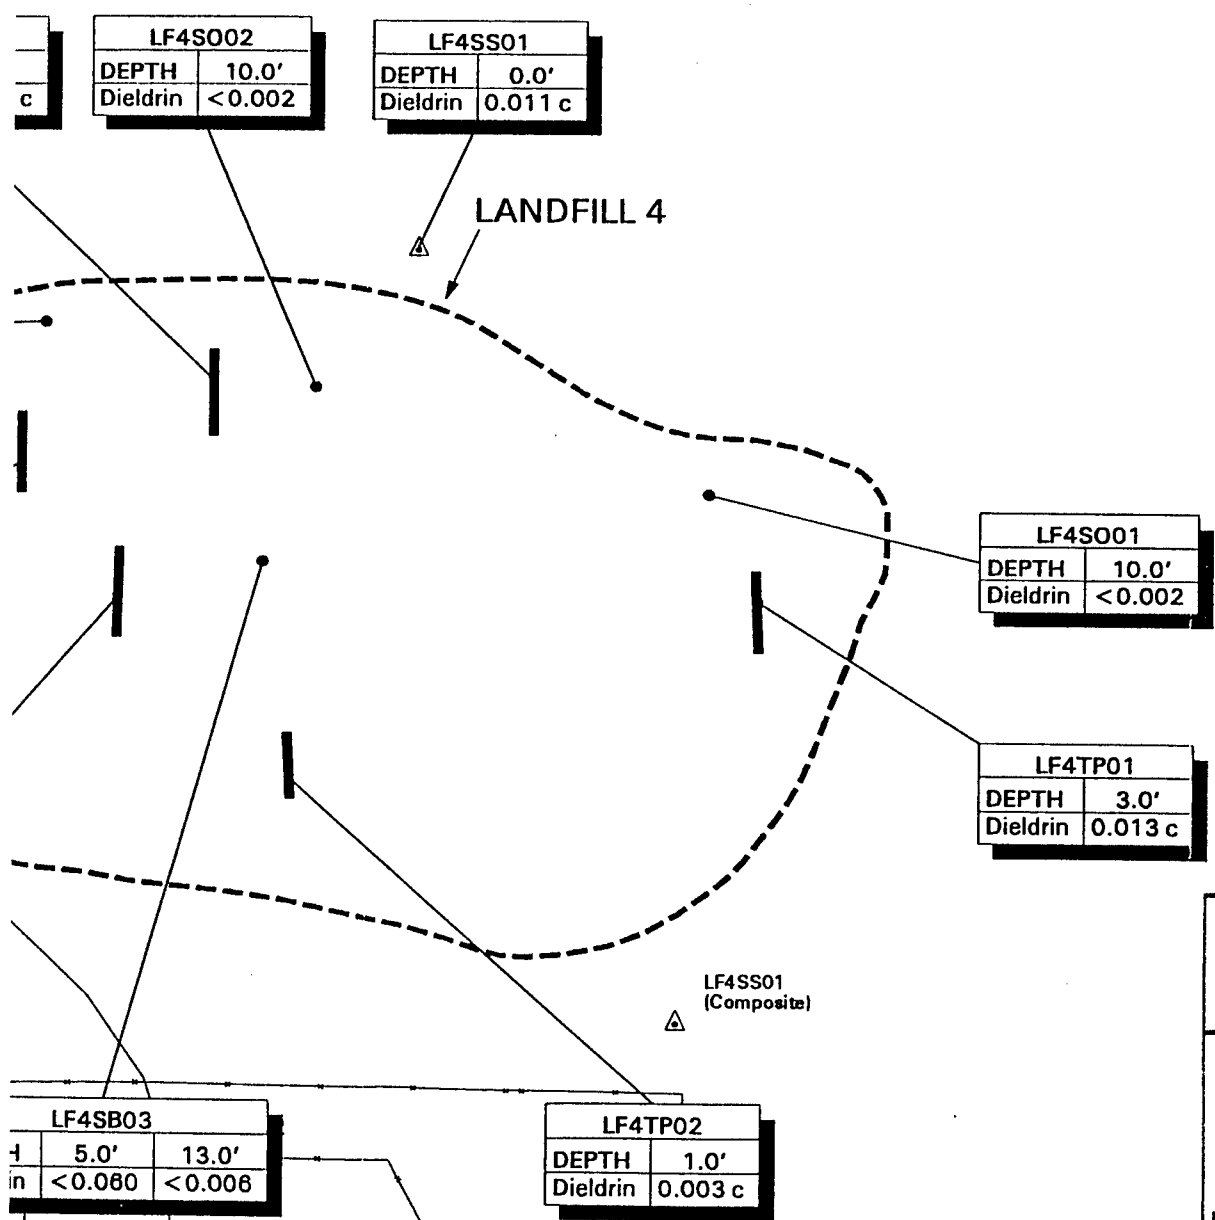 LF4SO02
DEPTH 10.0'
Dieldrin <0.002
LF4SS01
DEPTH 0.0'
Dieldrin 0.011 c
c
LANDFILL 4
LF4SO01
DEPTH 10.0'
Dieldrin <0.002
LF4TP01
DEPTH 3.0'
Dieldrin 0.013 c
LF4SS01
(Composite)
LF4SB03
H 5.0' 13.0'
in <0.060 <0.006
LF4TP02
DEPTH 1.0'
Dieldrin 0.003 c